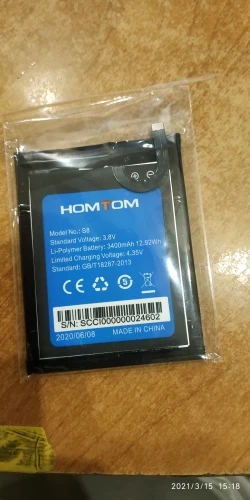 HOMTOM
Model No.: S8
Standard Voltage: 3.8V
Li-Polymer Battery: 3400mAh 12.92Wh
Limited Charging Voltage: 4.35V
Standard: GB/T18287-2013
S/N: SCCI000000024602
2020/06/08 MADE IN CHINA
2021/3/15 15:18